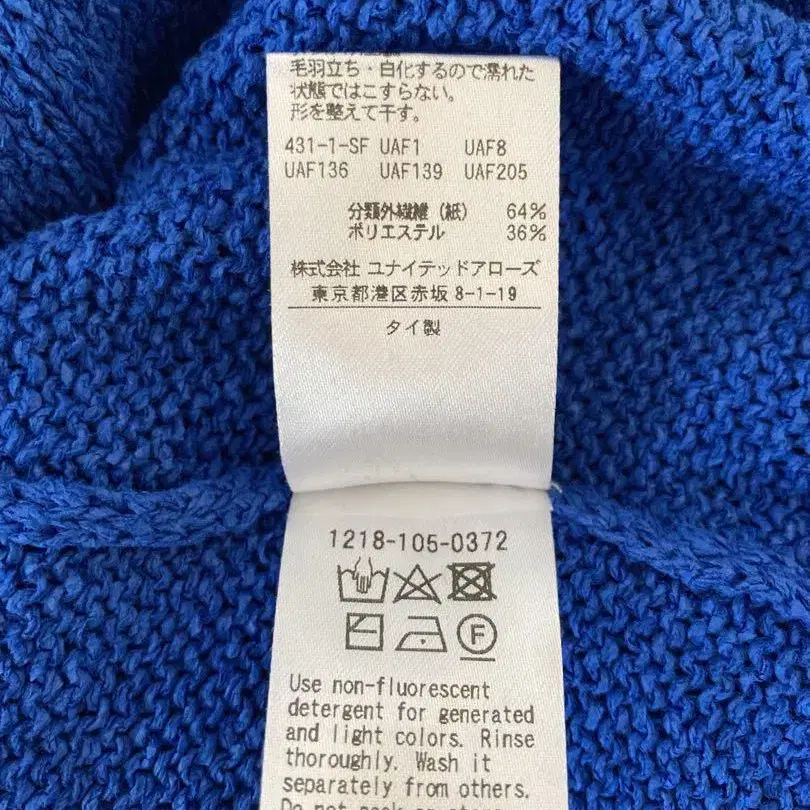 毛羽立ち・白化するので濡れた
状態ではこすらない。
形を整えて干す。
431-1-SF UAF1 UAF8
UAF136 UAF139 UAF205
分類外繊維（紙） 64%
ポリエステル 36%
株式会社 ユナイテッドアローズ
東京都港区赤坂 8-1-19
タイ製
1218-105-0372
F
Use non-fluorescent
detergent for generated
and light colors. Rinse
thoroughly. Wash it
separately from others.
Do not